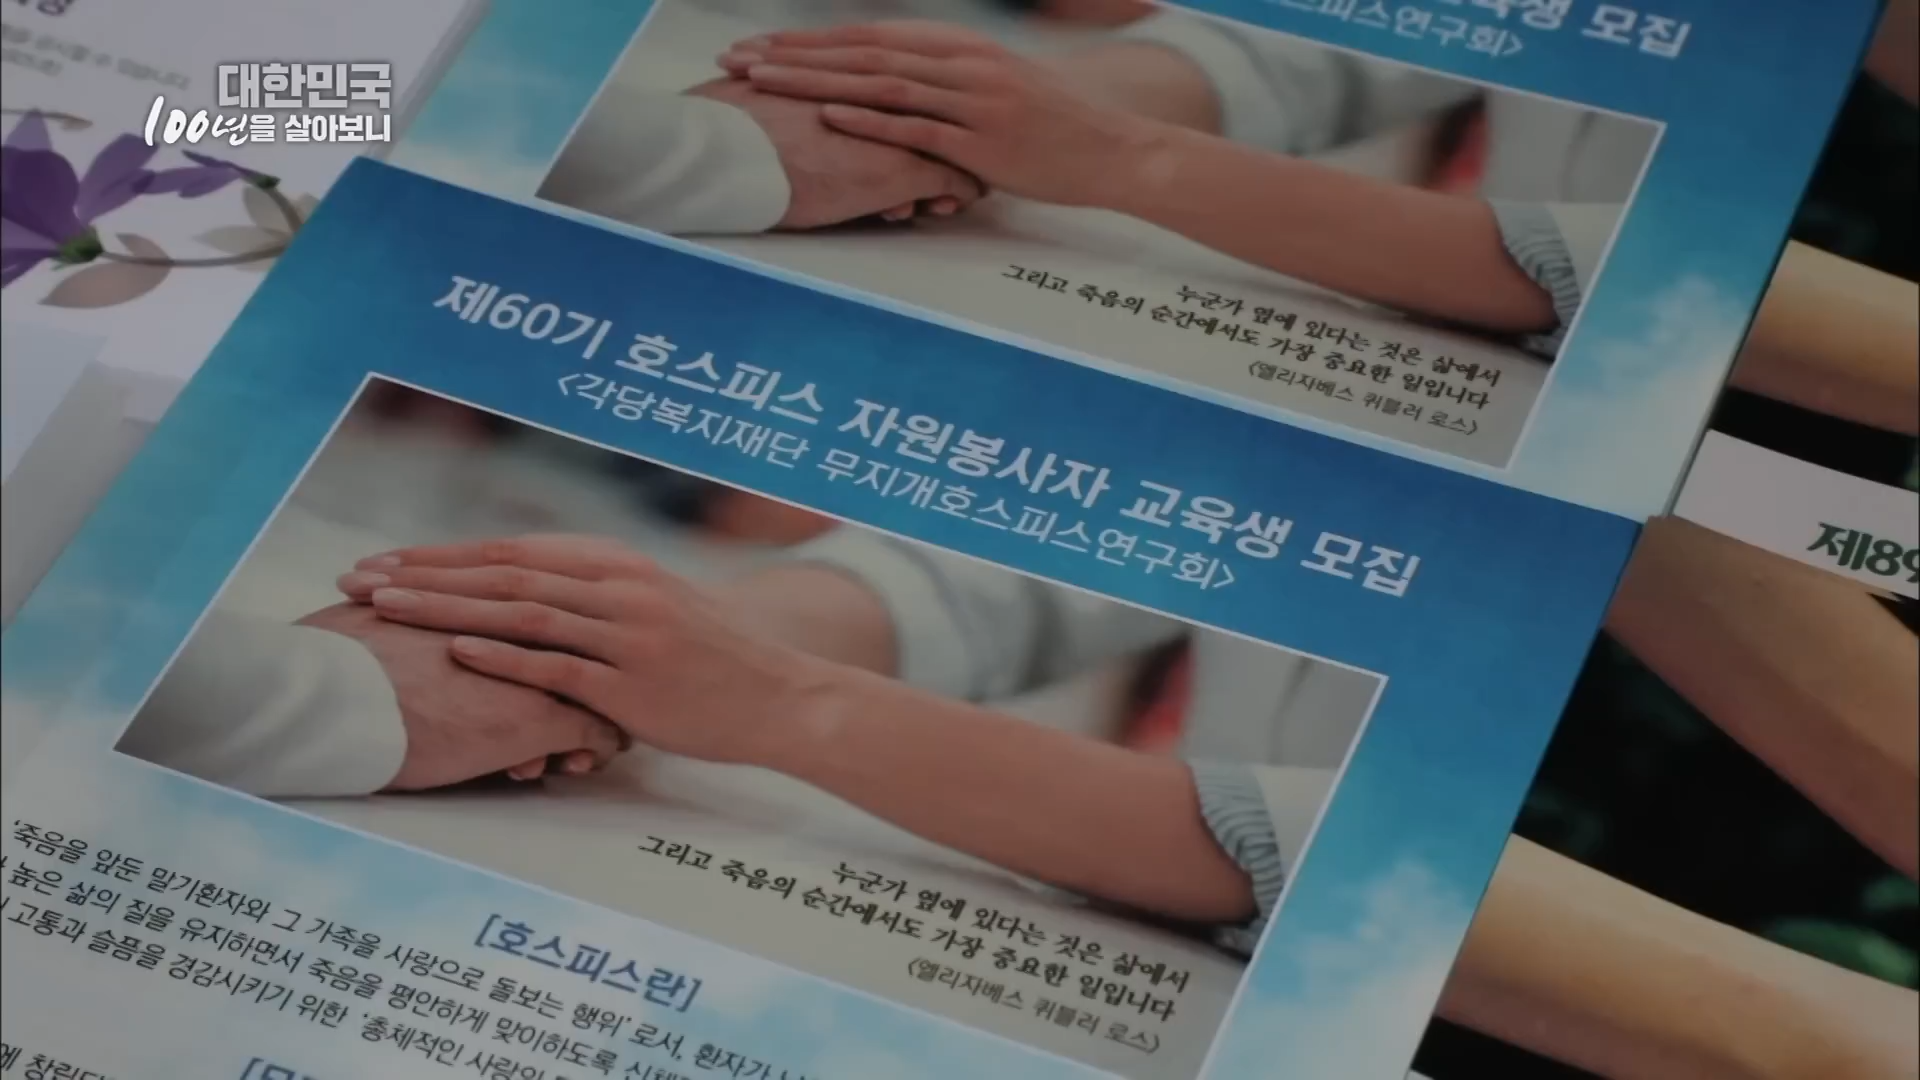 대한민국
100년을 살아보니
생 모집
스피스연구회>
누군가 옆에 있다는 것은 삶에서
그리고 죽음의 순간에서도 가장 중요한 일입니다
(엘리자베스 퀴블러 로스)
제60기 호스피스 자원봉사자 교육생 모집
<각당복지재단 무지개호스피스연구회>
누군가 옆에 있다는 것은 삶에서
그리고 죽음의 순간에서도 가장 중요한 일입니다
(엘리자베스 퀴블러 로스)
[호스피스란]
'죽음을 앞둔 말기환자와 그 가족을 사랑으로 돌보는 행위'로서, 환자가
높은 삶의 질을 유지하면서 죽음을 평안하게 맞이하도록
고통과 슬픔을 경감시키기 위한 '총체적인 사랑의
제89